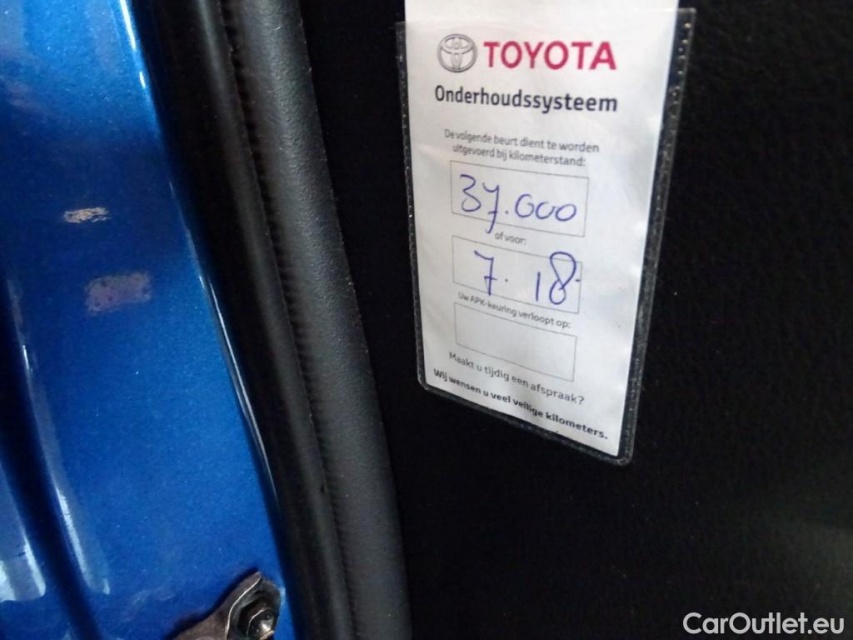 TOYOTA
Onderhoudssysteem
De volgende beurt dient te worden
uitgevoerd bij kilometerstand:
37.000
of voor:
7. 18-
Uw APK-keuring verloopt op:
Maakt u tijdig een afspraak?
Wij wensen u veel veilige kilometers.
CarOutlet.eu